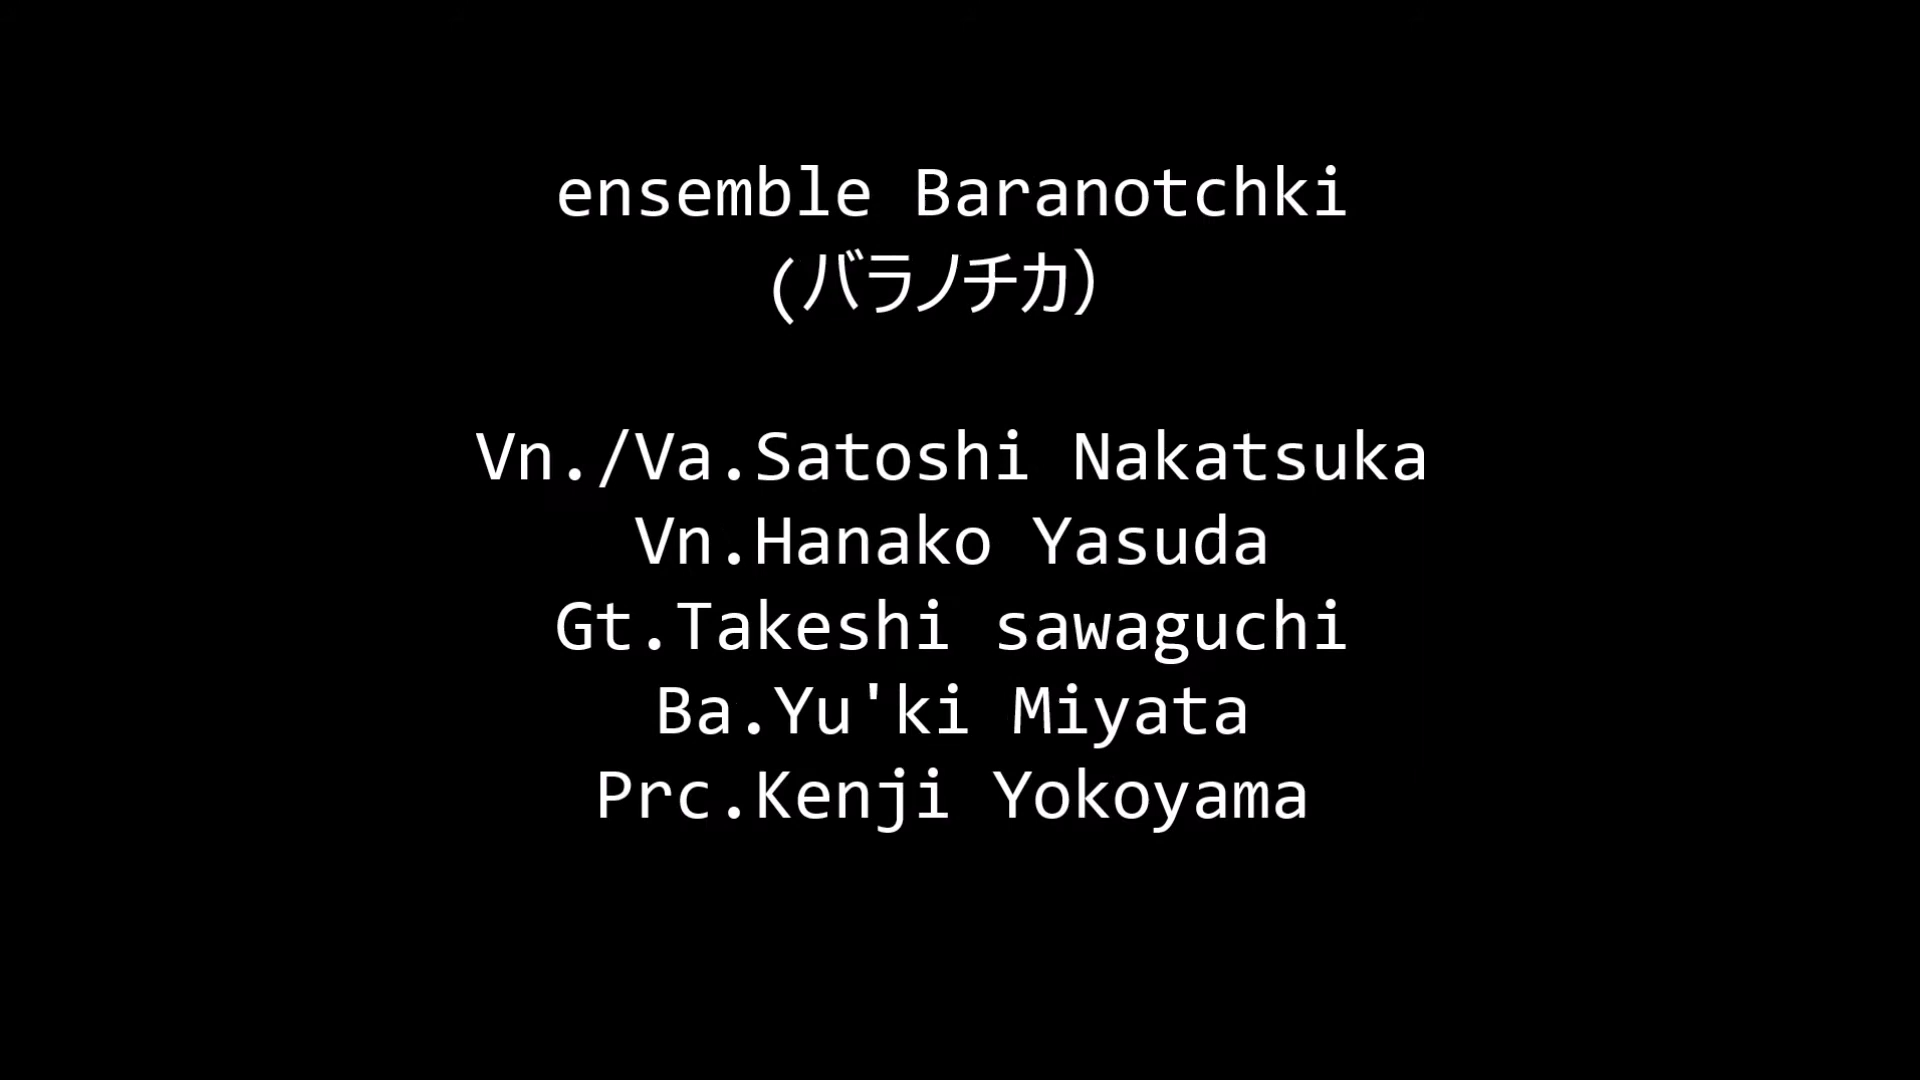 ensemble Baranotchki
(バラノチカ）
Vn./Va.Satoshi Nakatsuka
Vn.Hanako Yasuda
Gt.Takeshi sawaguchi
Ba.Yu'ki Miyata
Prc.Kenji Yokoyama